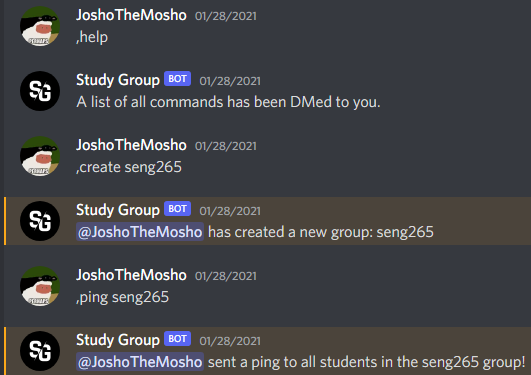 JoshoTheMosho 01/28/2021
,help
PERHAPS
SG
Study Group BOT 01/28/2021
A list of all commands has been DMed to you.
JoshoTheMosho 01/28/2021
,create seng265
PERHAPS
SG
Study Group BOT 01/28/2021
@JoshoTheMosho has created a new group: seng265
JoshoTheMosho 01/28/2021
,ping seng265
PERHAPS
SG
Study Group BOT 01/28/2021
@JoshoTheMosho sent a ping to all students in the seng265 group!